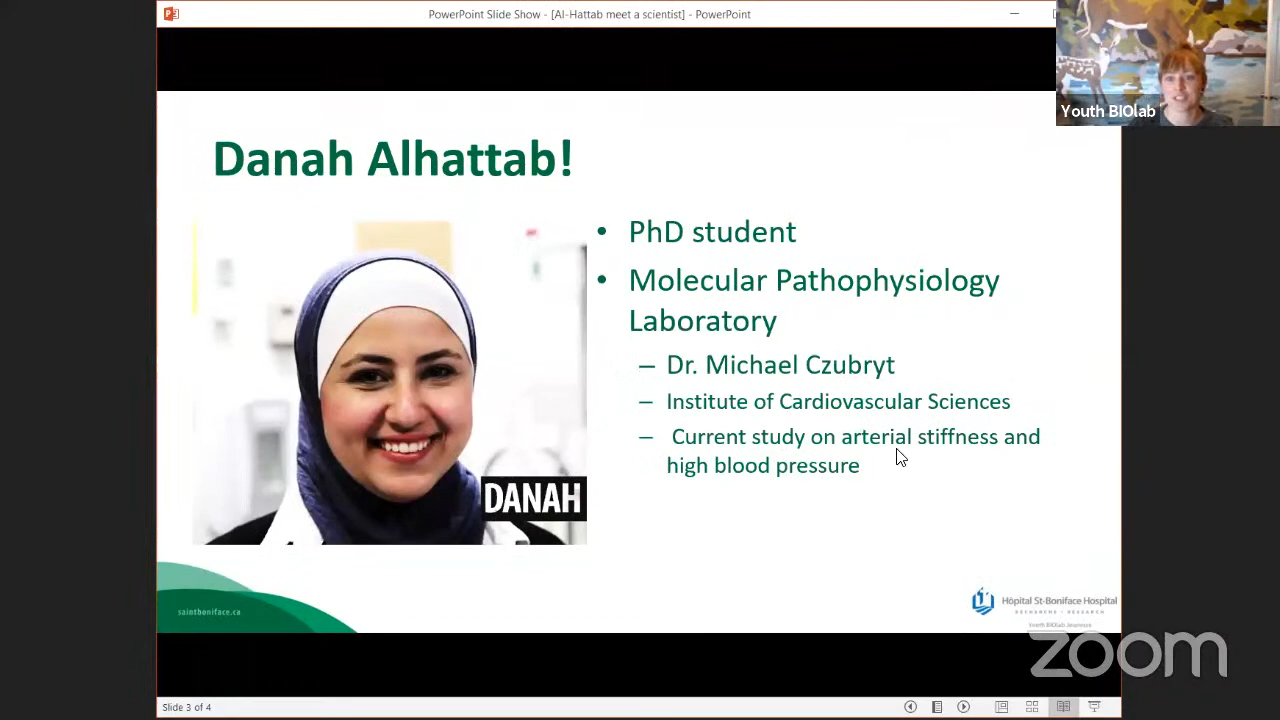 PowerPoint Slide Show - [Al-Hattab meet a scientist] - PowerPoint
Youth BIOlab
Danah Alhattab!
• PhD student
• Molecular Pathophysiology
Laboratory
– Dr. Michael Czubryt
– Institute of Cardiovascular Sciences
– Current study on arterial stiffness and
high blood pressure
DANAH
saintboniface.ca
Hôpital St-Boniface Hospital
RECHERCHE • RESEARCH
Youth BIOlab Jeunesse
zoom
Slide 3 of 4